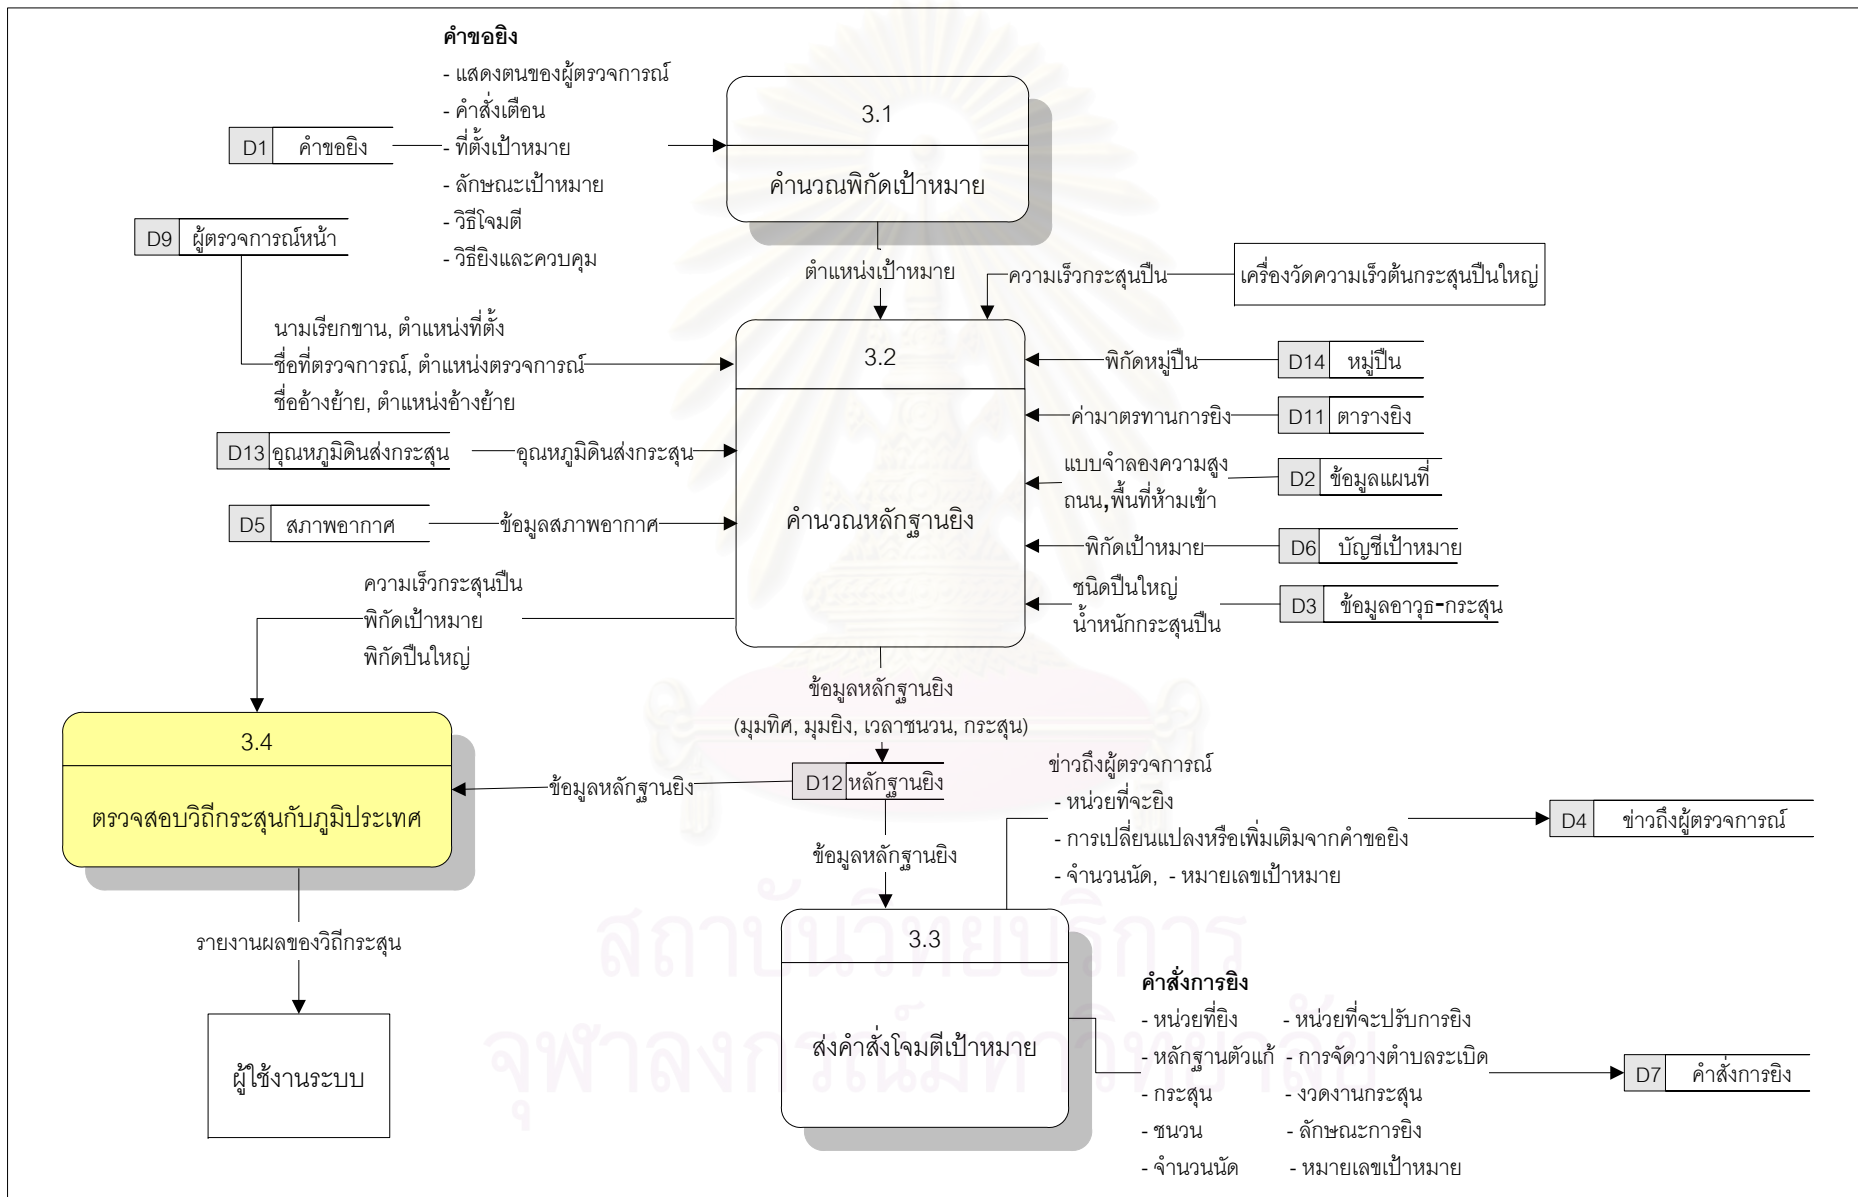 คำขอยิง
- แสดงตนของผู้ตรวจการณ์
- คำสั่งเตือน
- ที่ตั้งเป้าหมาย
- ลักษณะเป้าหมาย
- วิธีโจมตี
- วิธียิงและควบคุม
D1 คำขอยิง
3.1
คำนวณพิกัดเป้าหมาย
D9 ผู้ตรวจการณ์หน้า
ตำแหน่งเป้าหมาย
ความเร็วกระสุนปืน
เครื่องวัดความเร็วต้นกระสุนปืนใหญ่
นามเรียกขาน, ตำแหน่งที่ตั้ง
ชื่อที่ตรวจการณ์, ตำแหน่งตรวจการณ์
ชื่ออ้างย้าย, ตำแหน่งอ้างย้าย
3.2
คำนวณหลักฐานยิง
พิกัดหมู่ปืน
D14 หมู่ปืน
ค่ามาตรทานการยิง
D11 ตารางยิง
D13 อุณหภูมิดินส่งกระสุน
อุณหภูมิดินส่งกระสุน
แบบจำลองความสูง
ถนน,พื้นที่ห้ามเข้า
D2 ข้อมูลแผนที่
D5 สภาพอากาศ
ข้อมูลสภาพอากาศ
พิกัดเป้าหมาย
D6 บัญชีเป้าหมาย
ชนิดปืนใหญ่
น้ำหนักกระสุนปืน
D3 ข้อมูลอาวุธ-กระสุน
ความเร็วกระสุนปืน
พิกัดเป้าหมาย
พิกัดปืนใหญ่
ข้อมูลหลักฐานยิง
(มุมทิศ, มุมยิง, เวลาชนวน, กระสุน)
3.4
ตรวจสอบวิถีกระสุนกับภูมิประเทศ
ข้อมูลหลักฐานยิง
D12 หลักฐานยิง
ข้อมูลหลักฐานยิง
ข่าวถึงผู้ตรวจการณ์
- หน่วยที่จะยิง
- การเปลี่ยนแปลงหรือเพิ่มเติมจากคำขอยิง
- จำนวนนัด, - หมายเลขเป้าหมาย
D4 ข่าวถึงผู้ตรวจการณ์
รายงานผลของวิถีกระสุน
ผู้ใช้งานระบบ
3.3
ส่งคำสั่งโจมตีเป้าหมาย
คำสั่งการยิง
- หน่วยที่ยิง - หน่วยที่จะปรับการยิง
- หลักฐานตัวแก้ - การจัดวางตำบลระเบิด
- กระสุน - งวดงานกระสุน
- ชนวน - ลักษณะการยิง
- จำนวนนัด - หมายเลขเป้าหมาย
D7 คำสั่งการยิง
สถาบันวิทยบริการ
จุฬาลงกรณ์มหาวิทยาลัย